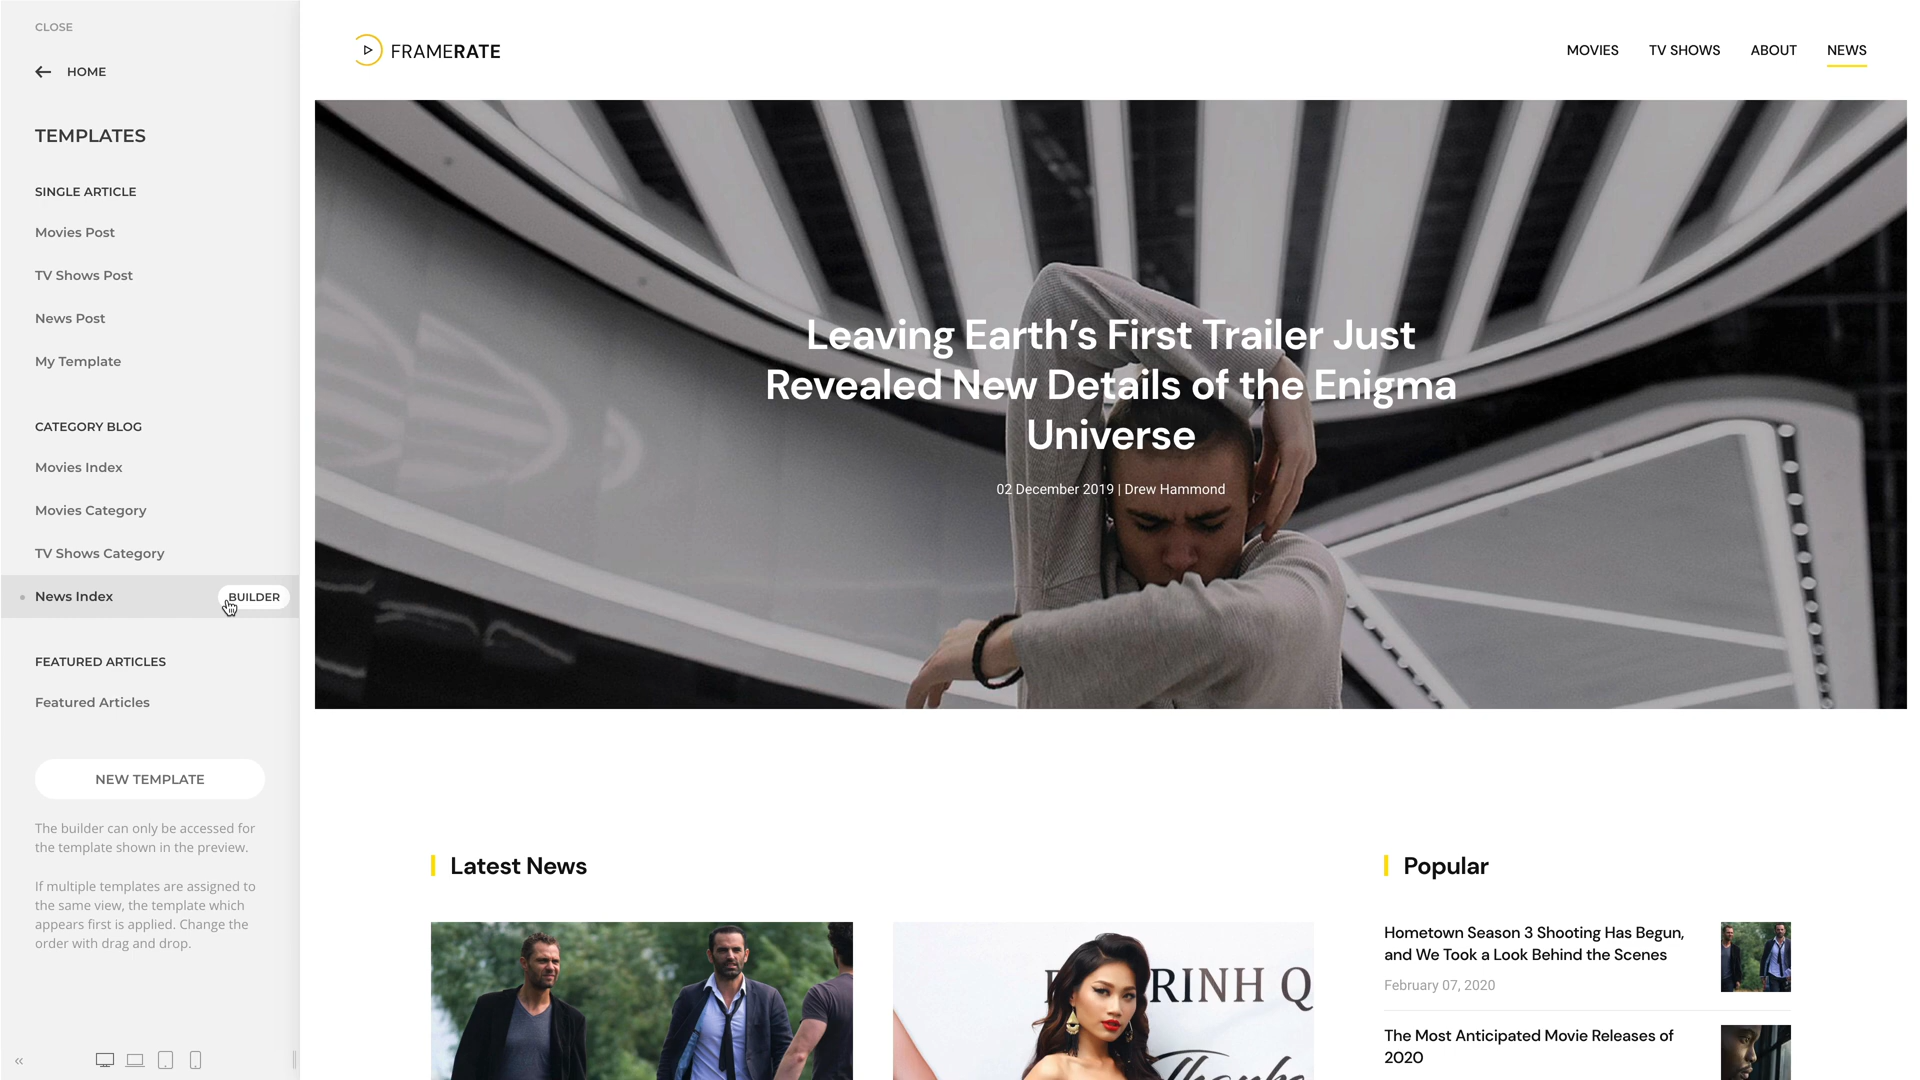 CLOSE
HOME
TEMPLATES
SINGLE ARTICLE
Movies Post
TV Shows Post
News Post
My Template
CATEGORY BLOG
Movies Index
Movies Category
TV Shows Category
News Index
BUILDER
FEATURED ARTICLES
Featured Articles
NEW TEMPLATE
The builder can only be accessed for
the template shown in the preview.
If multiple templates are assigned to
the same view, the template which
appears first is applied. Change the
order with drag and drop.
FRAMERATE
MOVIES
TV SHOWS
ABOUT
NEWS
Leaving Earth’s First Trailer Just
Revealed New Details of the Enigma
Universe
02 December 2019 | Drew Hammond
Latest News
RINH Q
Thanks
Popular
Hometown Season 3 Shooting Has Begun,
and We Took a Look Behind the Scenes
February 07, 2020
The Most Anticipated Movie Releases of
2020